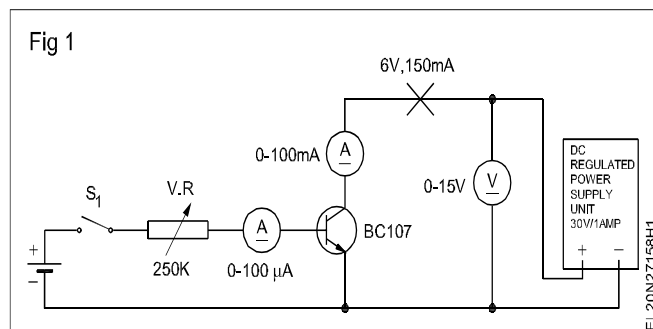 Fig 1
6V,150mA
A
0-100mA
V
0-15V
DC
REGULATED
POWER
SUPPLY
UNIT
30V/1AMP
+ −
S1
V.R
A
BC107
250K
0-100 µA
+
−
EL20N27158H1